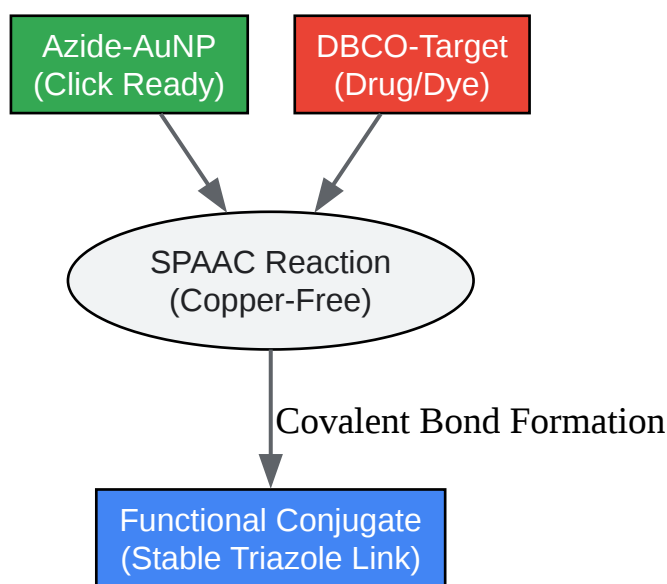 Azide-AuNP
(Click Ready)
DBCO-Target
(Drug/Dye)
SPAAC Reaction
(Copper-Free)
Covalent Bond Formation
Functional Conjugate
(Stable Triazole Link)